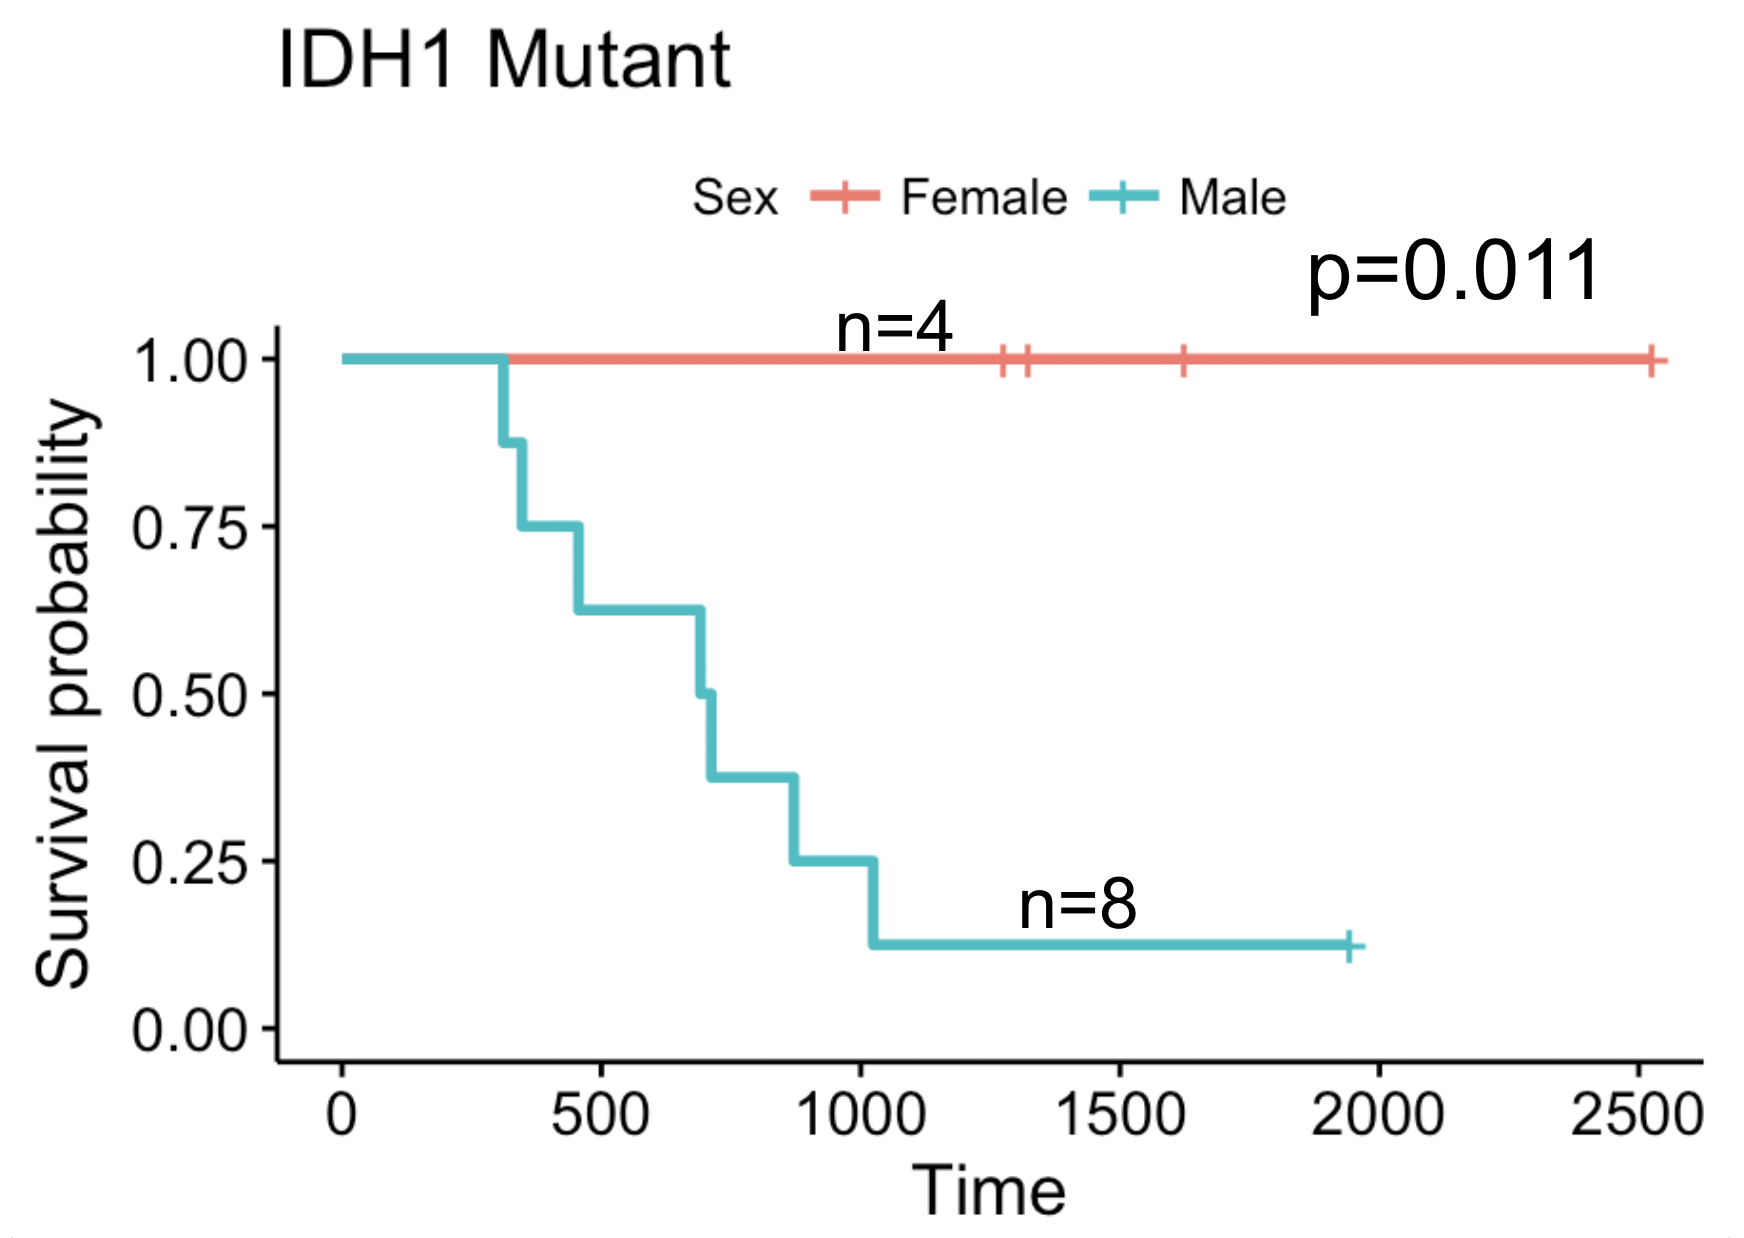 IDH1 Mutant
Sex Female Male
p=0.011
n=4
1.00
0.75
0.50
0.25
0.00
Survival probability
n=8
0 500 1000 1500 2000 2500
Time